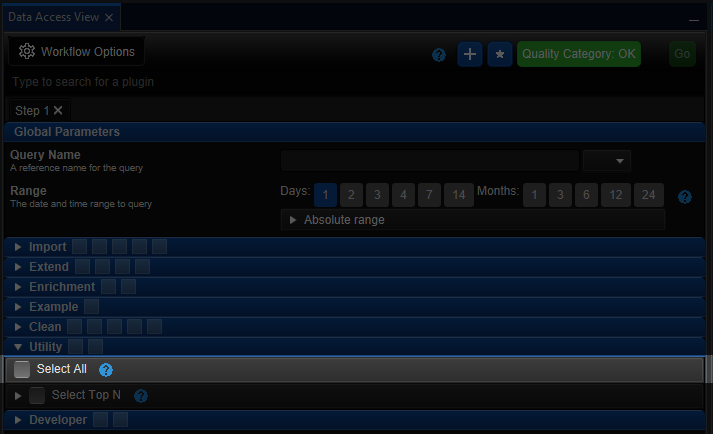 Data Access View
Workflow Options
Quality Category: OK
Go
Type to search for a plugin
Step 1
Global Parameters
Query Name
A reference name for the query
Range
The date and time range to query
Days: 1 2 3 4 7 14 Months: 1 3 6 12 24
Absolute range
Import
Extend
Enrichment
Example
Clean
Utility
Select All
Select Top N
Developer